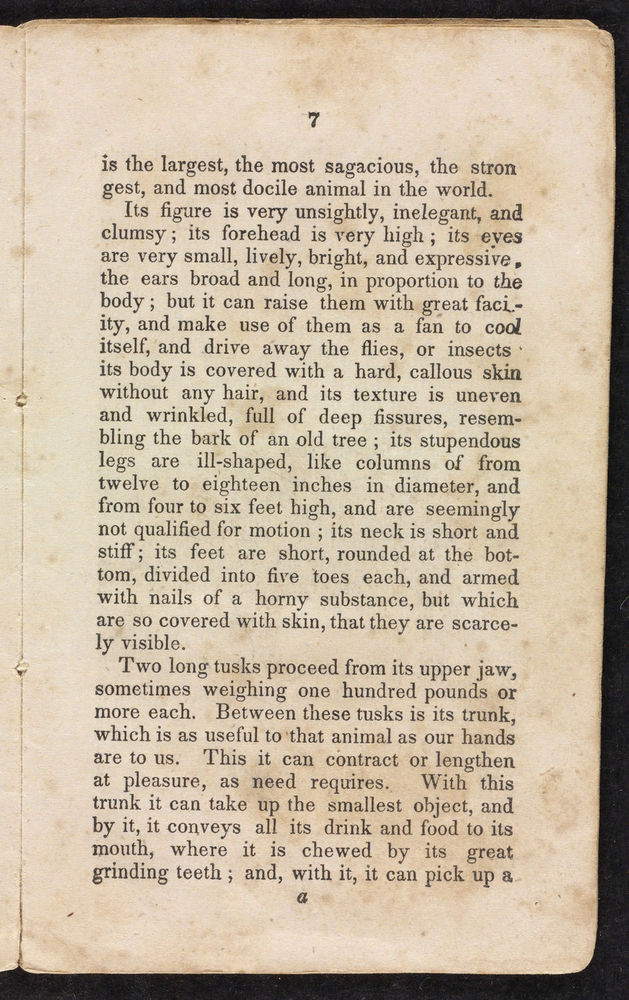 7
is the largest, the most sagacious, the stron
gest, and most docile animal in the world.
Its figure is very unsightly, inelegant, and
clumsy; its forehead is very high; its eyes
are very small, lively, bright, and expressive.
the ears broad and long, in proportion to the
body; but it can raise them with great facil-
ity, and make use of them as a fan to cool
itself, and drive away the flies, or insects
its body is covered with a hard, callous skin
without any hair, and its texture is uneven
and wrinkled, full of deep fissures, resem-
bling the bark of an old tree; its stupendous
legs are ill-shaped, like columns of from
twelve to eighteen inches in diameter, and
from four to six feet high, and are seemingly
not qualified for motion; its neck is short and
stiff; its feet are short, rounded at the bot-
tom, divided into five toes each, and armed
with nails of a horny substance, but which
are so covered with skin, that they are scarce-
ly visible.
Two long tusks proceed from its upper jaw,
sometimes weighing one hundred pounds or
more each. Between these tusks is its trunk,
which is as useful to that animal as our hands
are to us. This it can contract or lengthen
at pleasure, as need requires. With this
trunk it can take up the smallest object, and
by it, it conveys all its drink and food to its
mouth, where it is chewed by its great
grinding teeth; and, with it, it can pick up a
a